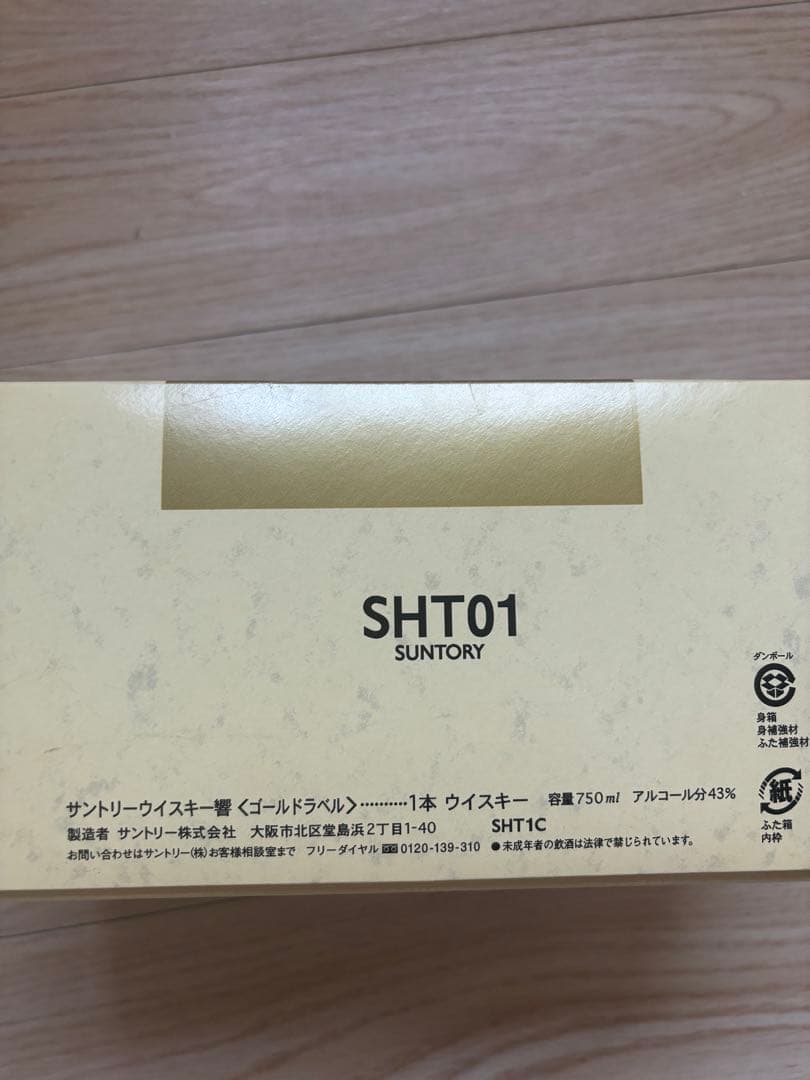 SHT01
SUNTORY
ダンボール
身箱
身補強材
ふた補強材
紙
ふた箱
内枠
サントリーウイスキー響〈ゴールドラベル〉‥‥‥‥‥1本 ウイスキー 容量750ml アルコール分43%
製造者 サントリー株式会社 大阪市北区堂島浜2丁目1-40 SHT1C
お問い合わせはサントリー(株)お客様相談室まで フリーダイヤル 0120-139-310 ●未成年者の飲酒は法律で禁じられています。